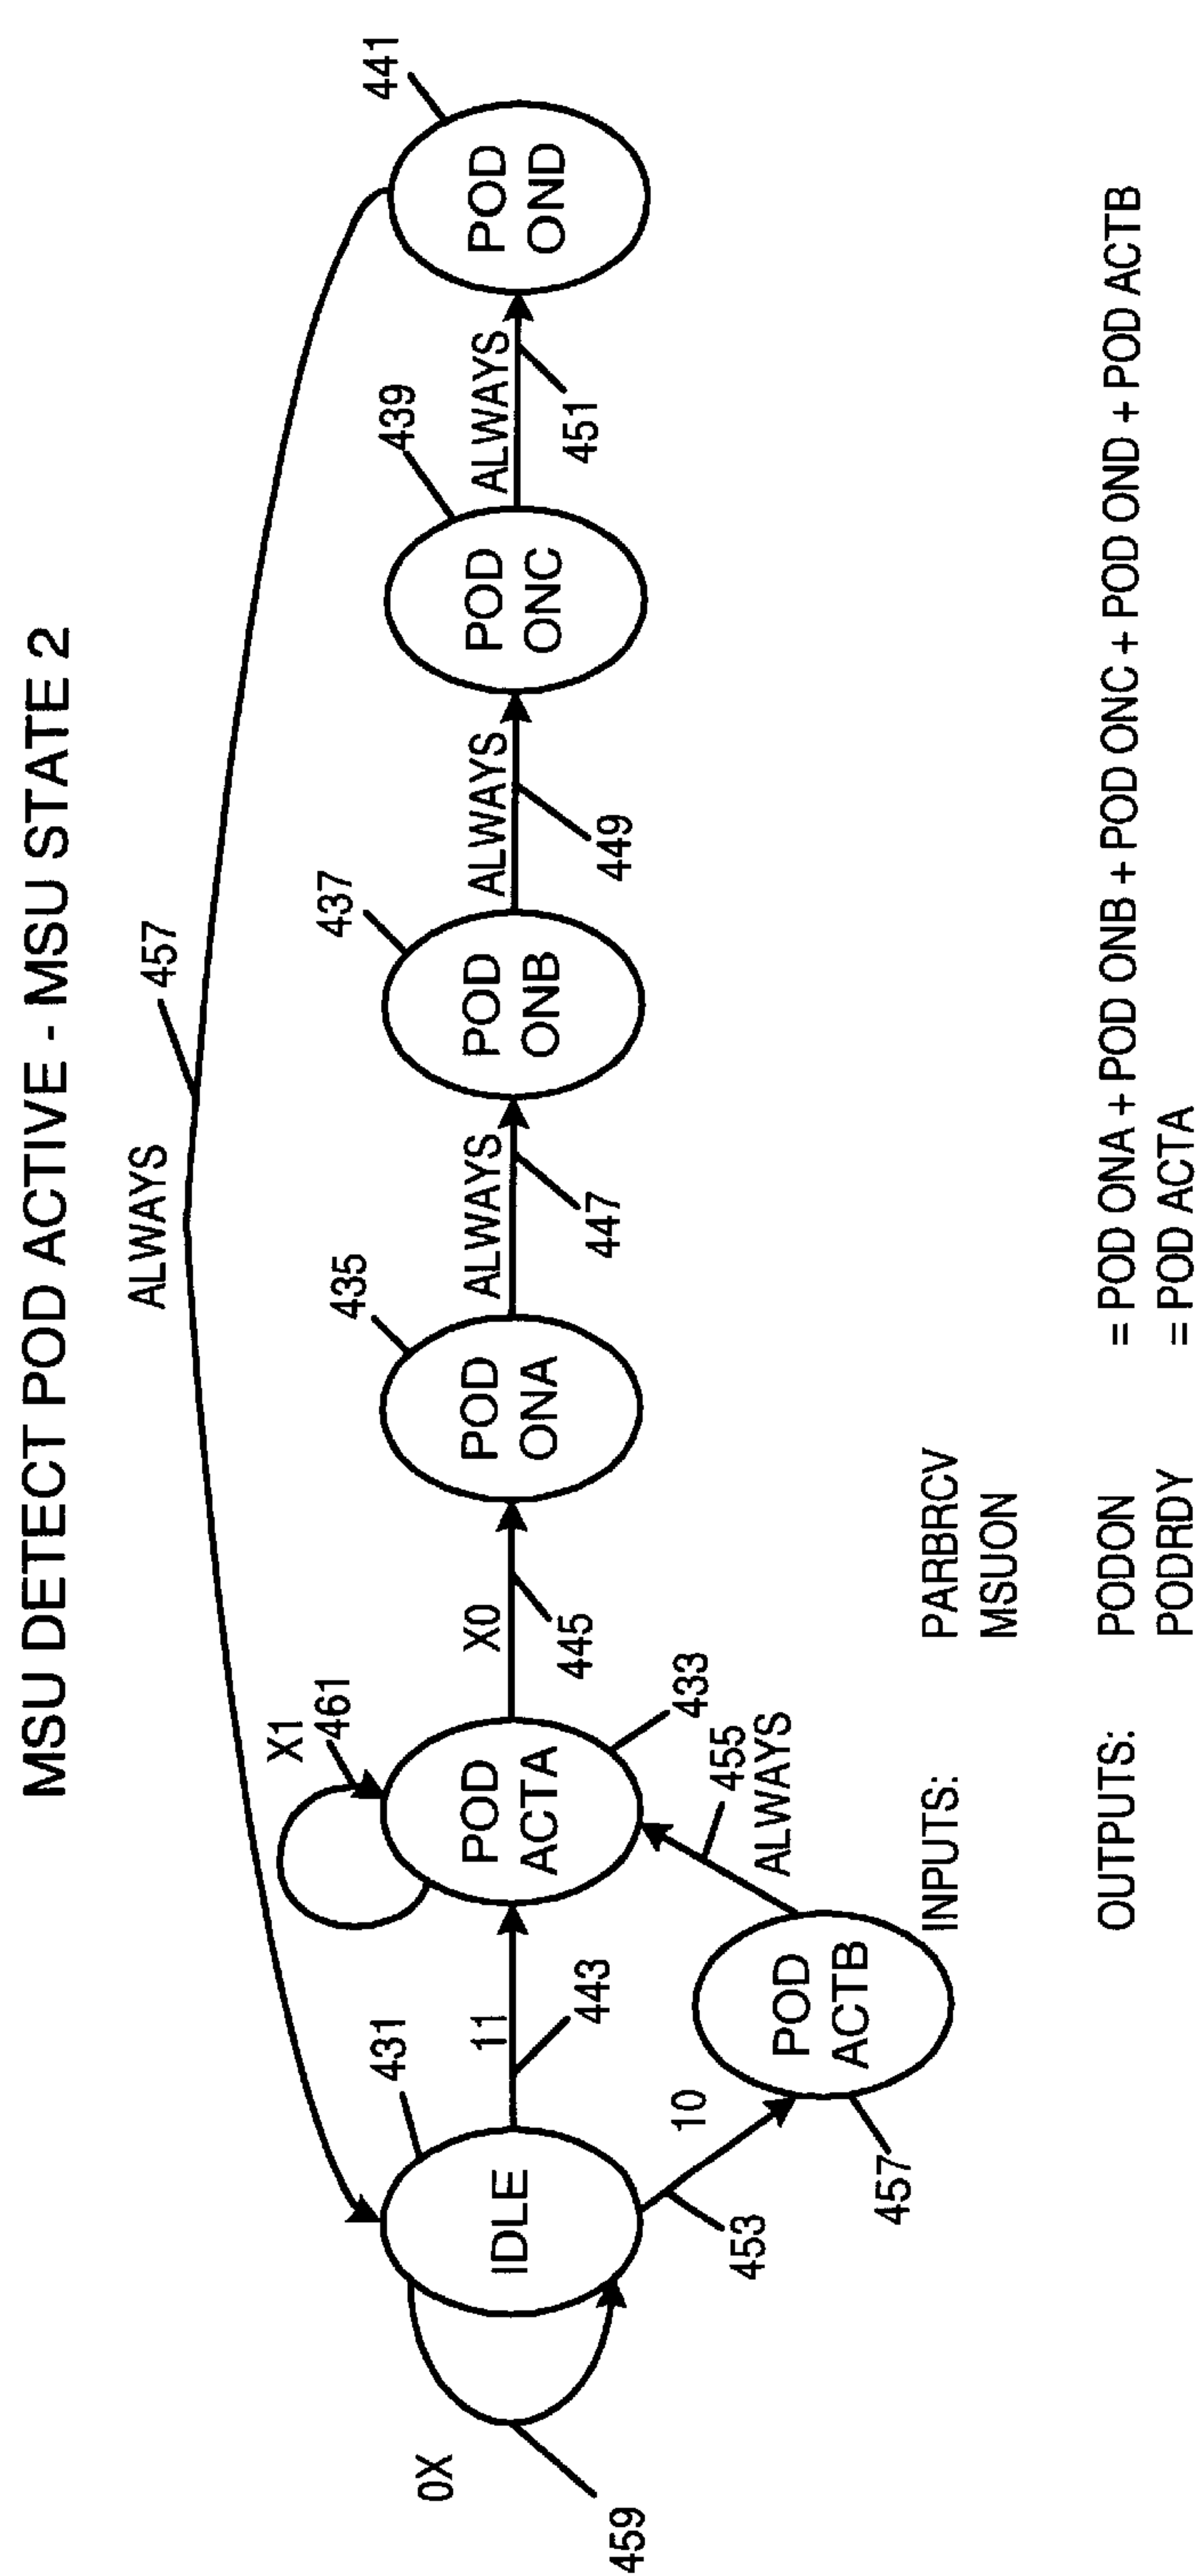 MSU DETECT POD ACTIVE - MSU STATE 2
ALWAYS
457
0X
459
IDLE
431
11
443
10
453
POD
ACTB
457
455
ALWAYS
X1
461
POD
ACTA
433
X0
445
POD
ONA
435
ALWAYS
447
POD
ONB
437
ALWAYS
449
POD
ONC
439
ALWAYS
451
POD
OND
441
INPUTS: PARBRCV
MSUON
OUTPUTS: PODON = POD ONA + POD ONB + POD ONC + POD OND + POD ACTB
PODRDY = POD ACTA